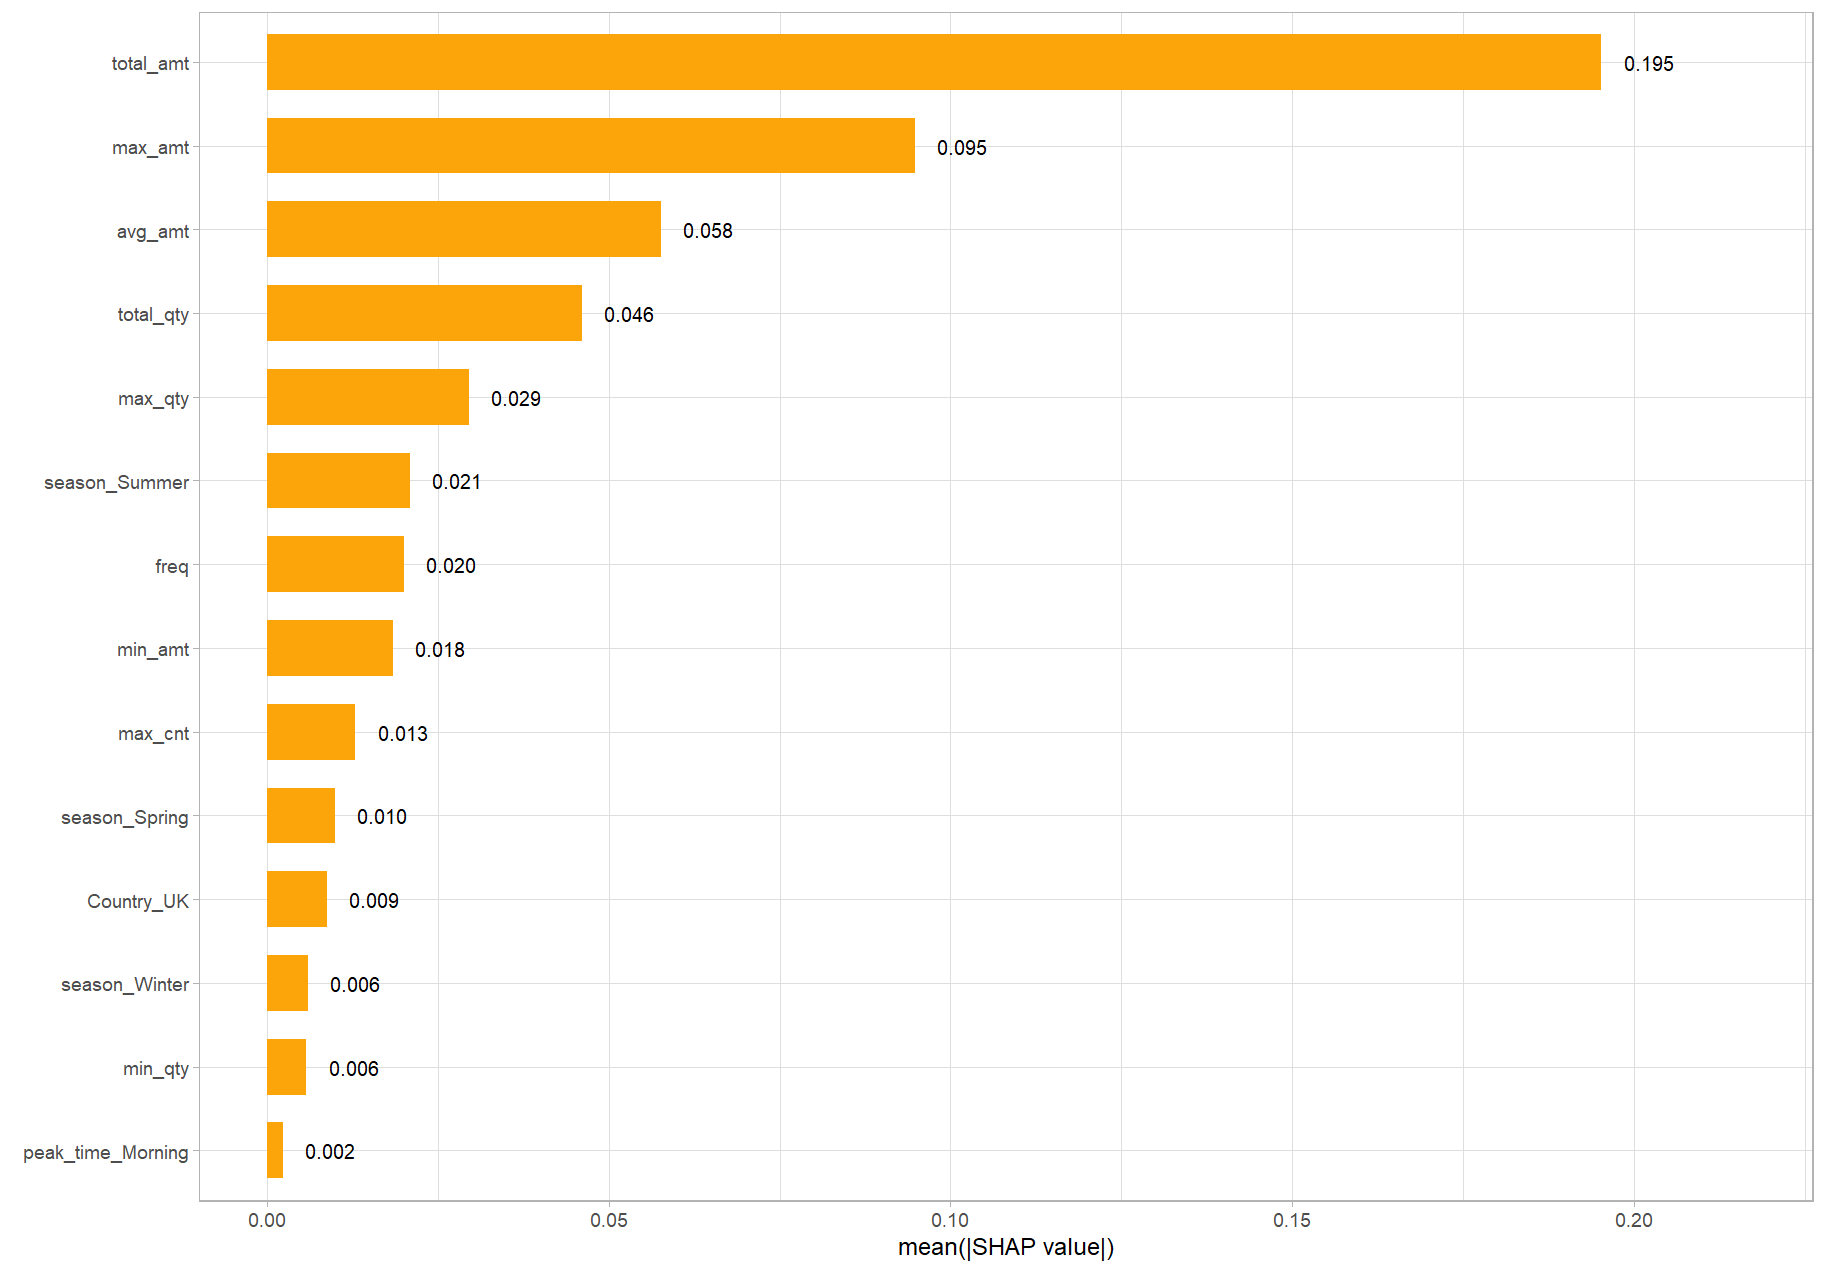 total_amt 0.195
max_amt 0.095
avg_amt 0.058
total_qty 0.046
max_qty 0.029
season_Summer 0.021
freq 0.020
min_amt 0.018
max_cnt 0.013
season_Spring 0.010
Country_UK 0.009
season_Winter 0.006
min_qty 0.006
peak_time_Morning 0.002
0.00 0.05 0.10 0.15 0.20
mean(|SHAP value|)